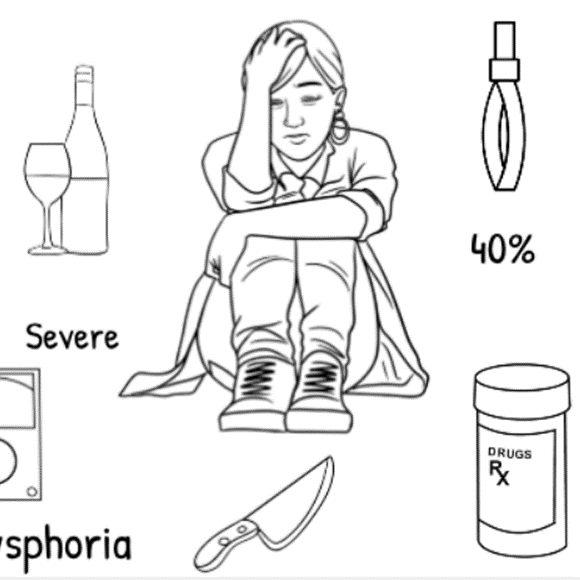 40%
Severe
DRUGS
Rx
ysphoria